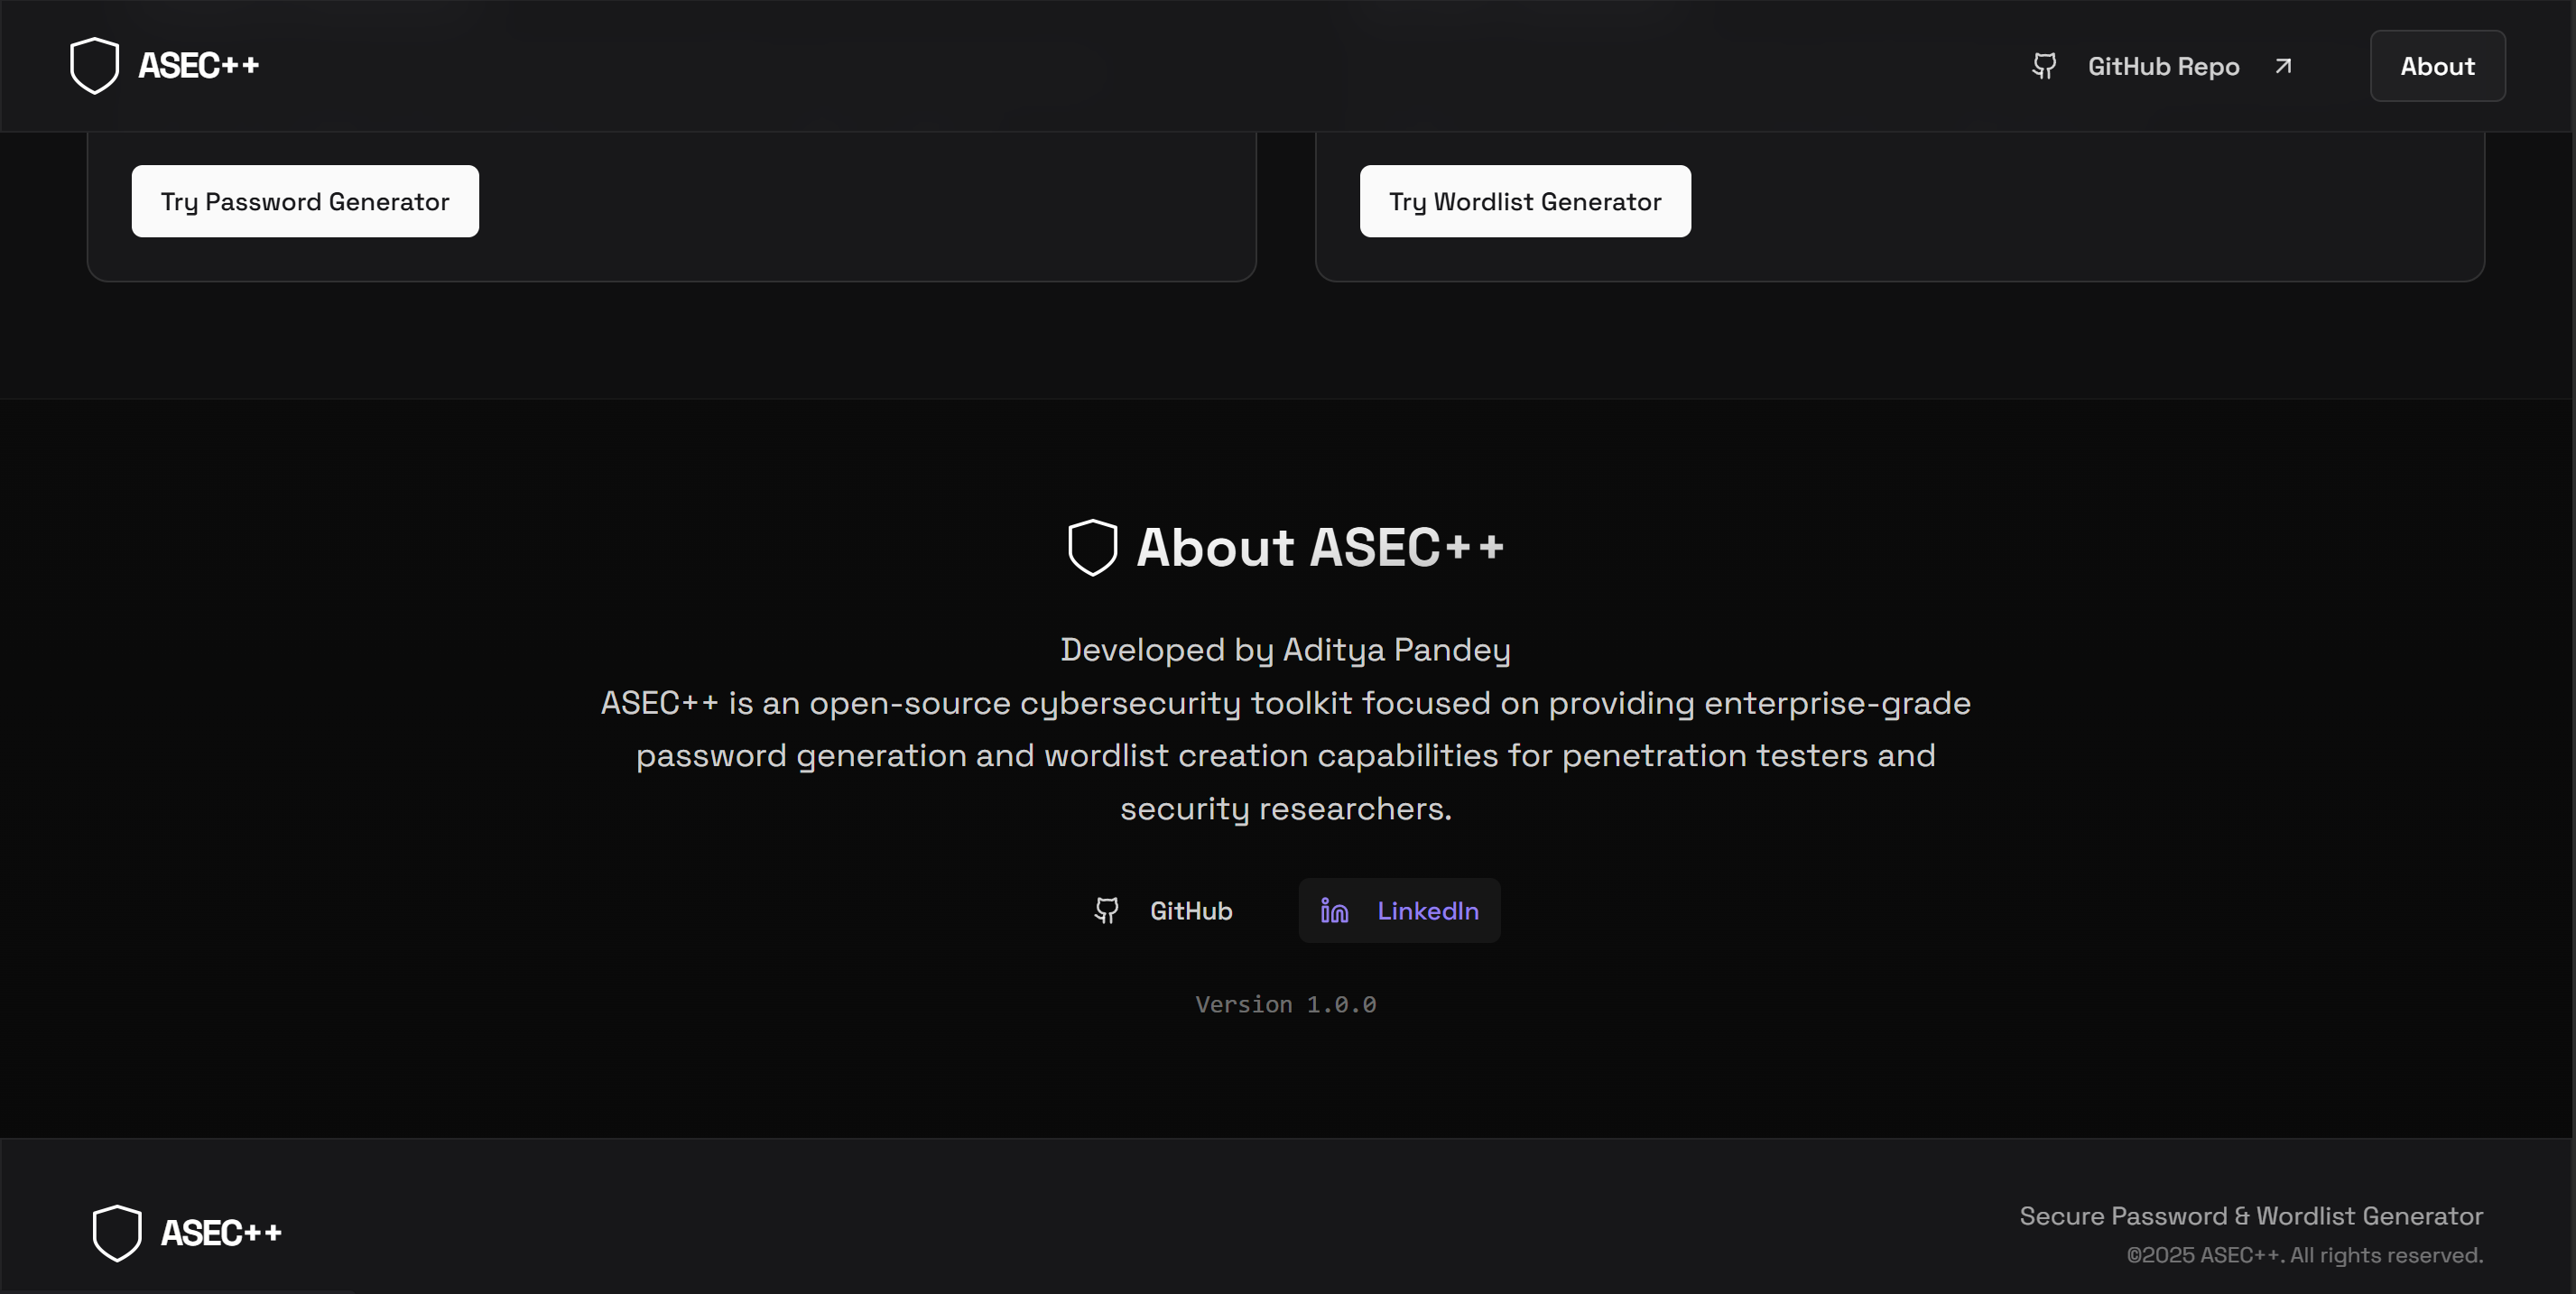 ASEC++
GitHub Repo
About
Try Password Generator
Try Wordlist Generator
About ASEC++
Developed by Aditya Pandey
ASEC++ is an open-source cybersecurity toolkit focused on providing enterprise-grade
password generation and wordlist creation capabilities for penetration testers and
security researchers.
GitHub
LinkedIn
Version 1.0.0
ASEC++
Secure Password & Wordlist Generator
©2025 ASEC++. All rights reserved.